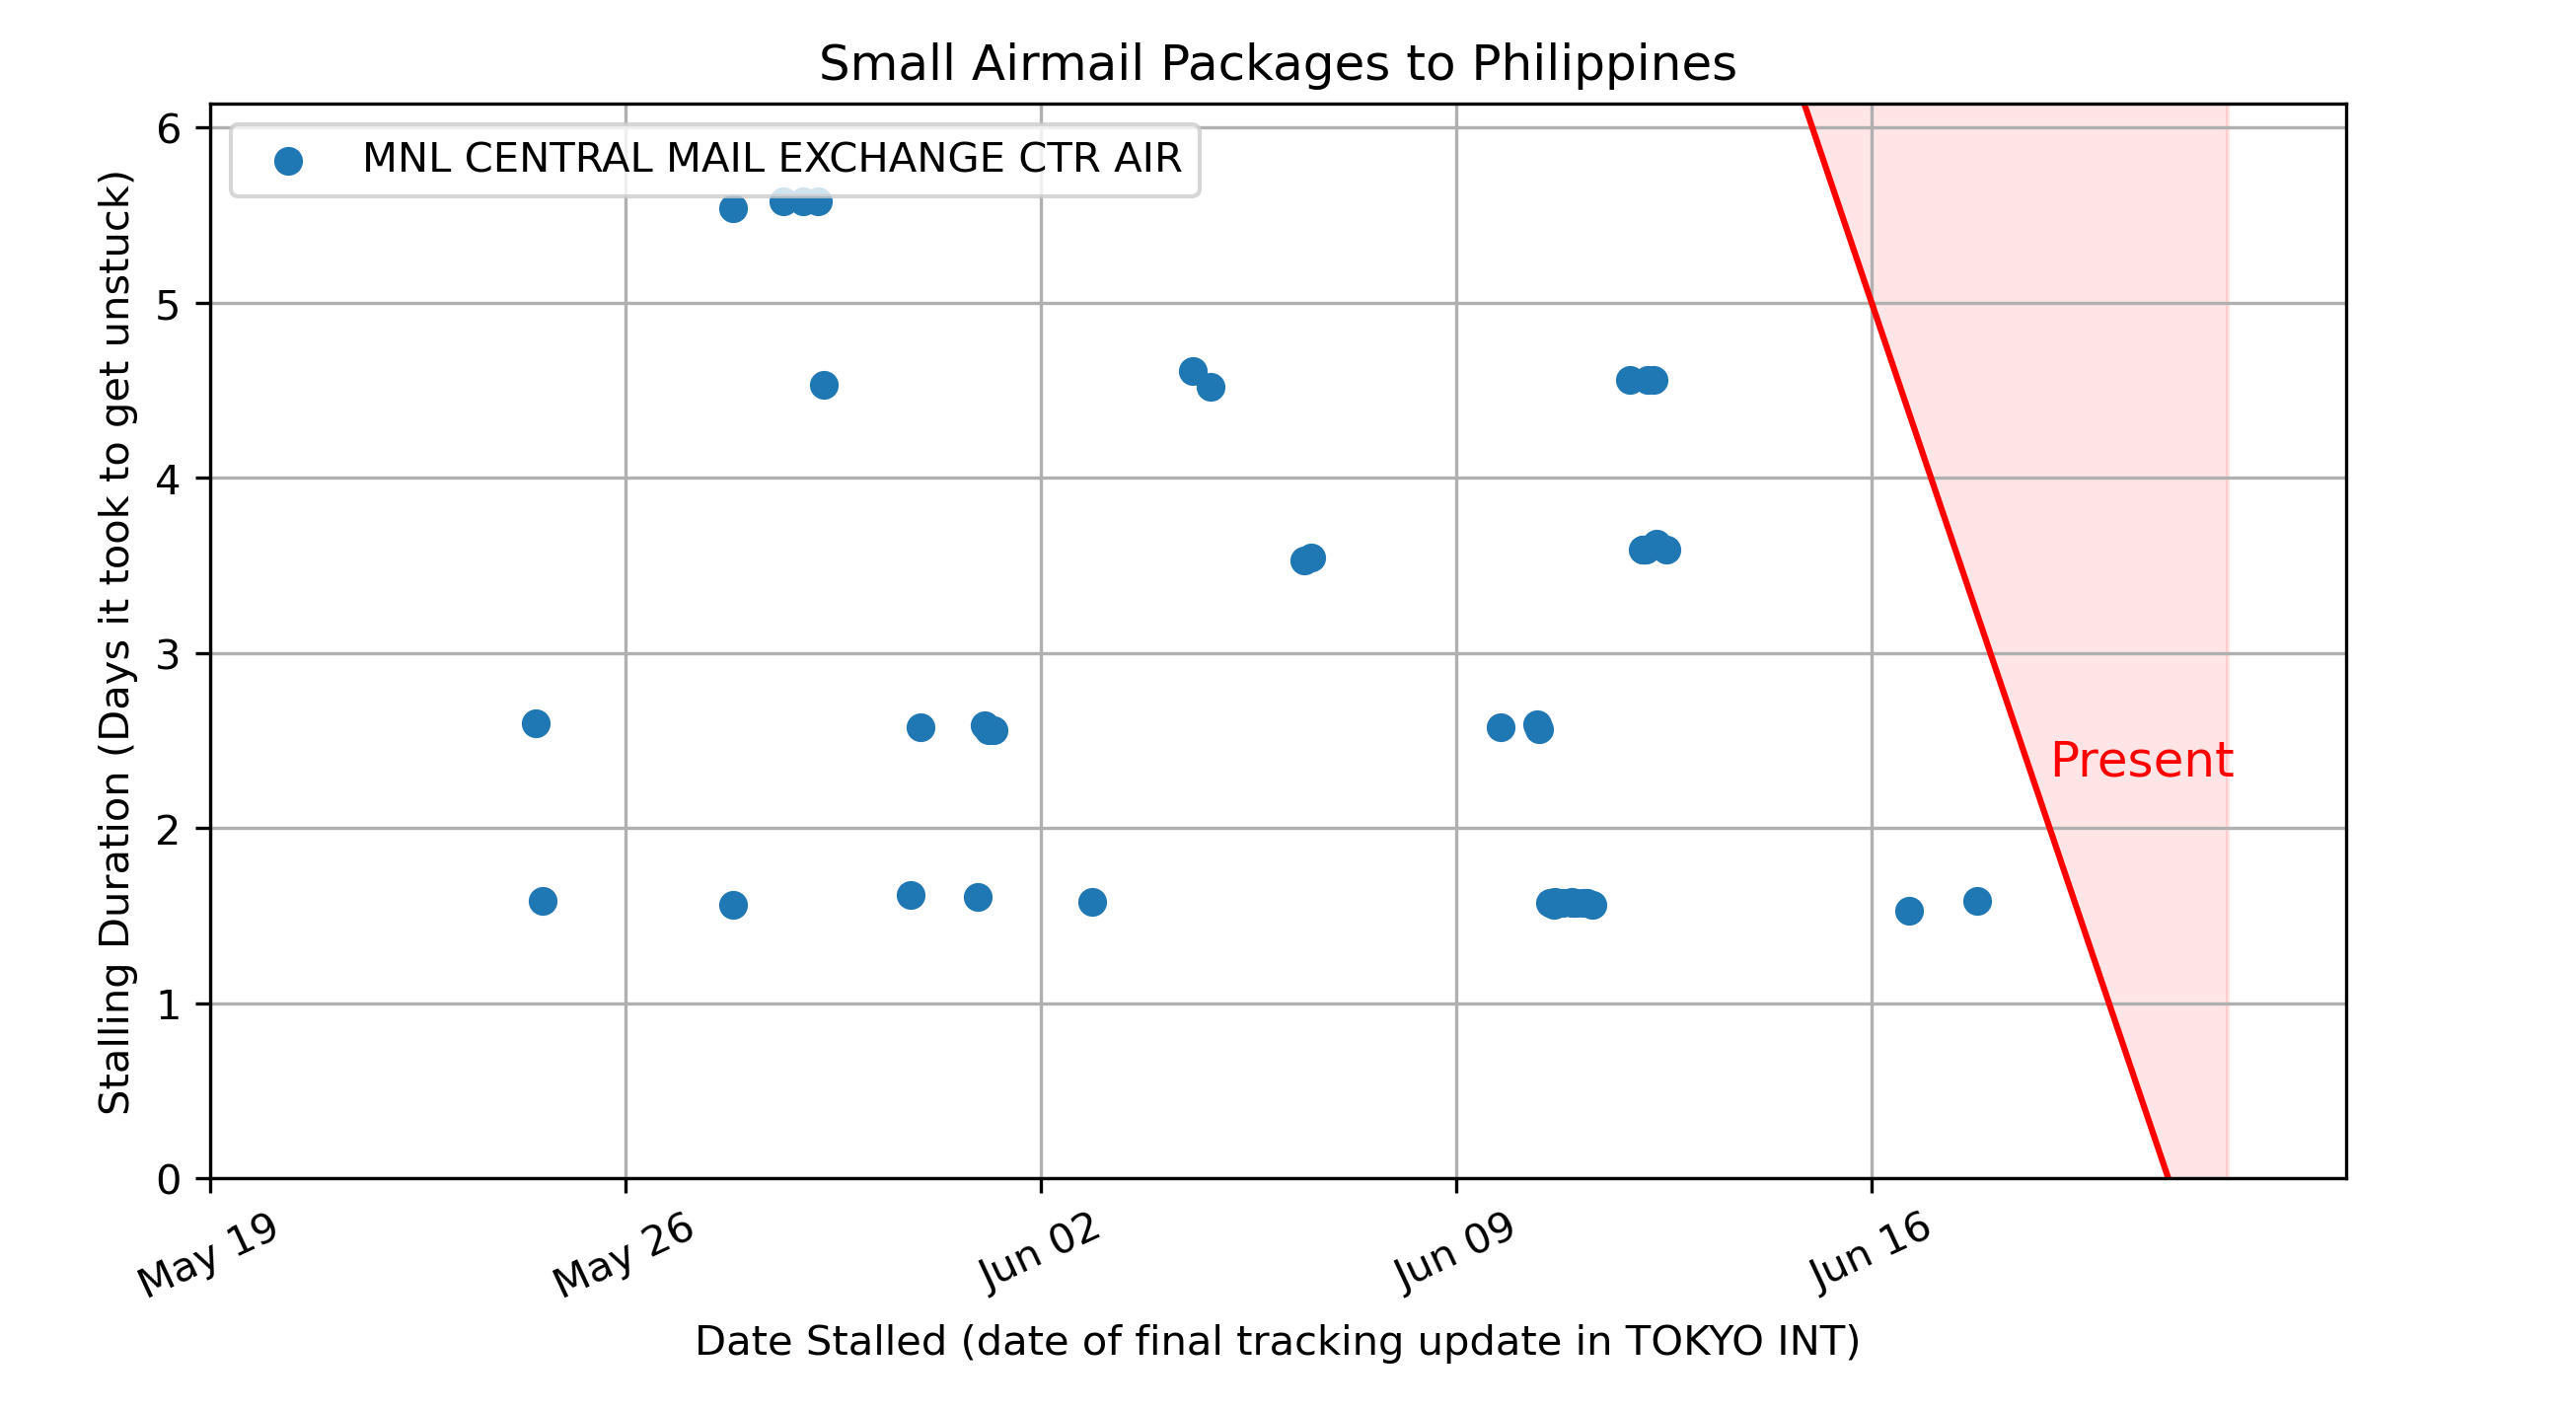 Small Airmail Packages to Philippines
MNL CENTRAL MAIL EXCHANGE CTR AIR
Stalling Duration (Days it took to get unstuck)
6
5
4
3
2
1
0
Present
May 19
May 26
Jun 02
Jun 09
Jun 16
Date Stalled (date of final tracking update in TOKYO INT)